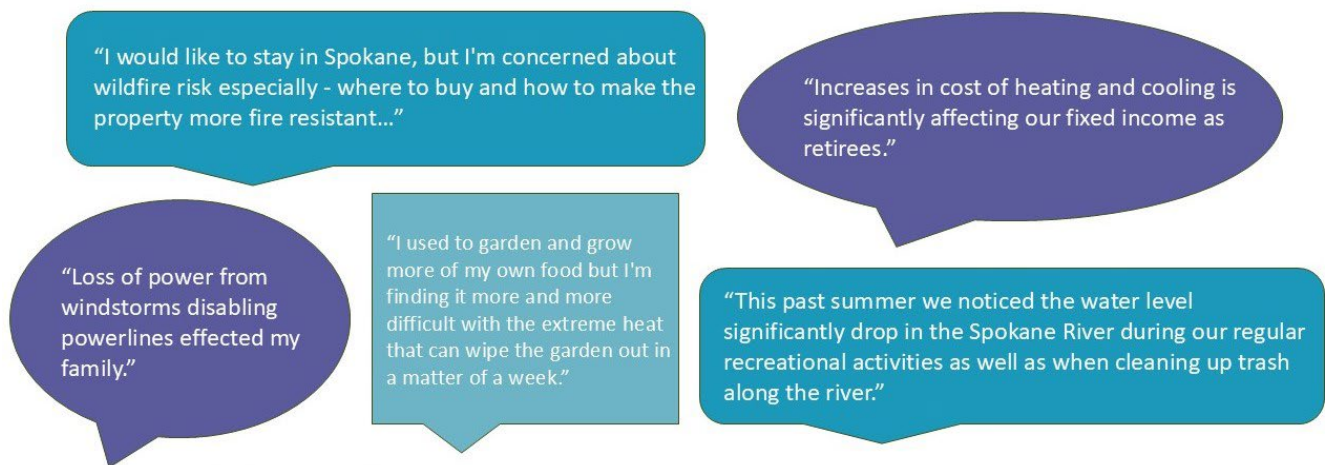 “I would like to stay in Spokane, but I'm concerned about
wildfire risk especially - where to buy and how to make the
property more fire resistant…”
“Increases in cost of heating and cooling is
significantly affecting our fixed income as
retirees.”
“Loss of power from
windstorms disabling
powerlines effected my
family.”
“I used to garden and grow
more of my own food but I'm
finding it more and more
difficult with the extreme heat
that can wipe the garden out in
a matter of a week.”
“This past summer we noticed the water level
significantly drop in the Spokane River during our regular
recreational activities as well as when cleaning up trash
along the river.”